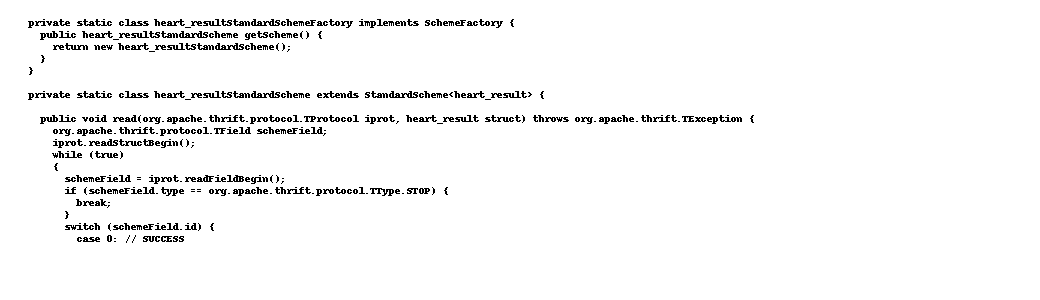 private static class heart_resultStandardSchemeFactory implements SchemeFactory {
  public heart_resultStandardScheme getScheme() {
    return new heart_resultStandardScheme();
  }
}

private static class heart_resultStandardScheme extends StandardScheme<heart_result> {

  public void read(org.apache.thrift.protocol.TProtocol iprot, heart_result struct) throws org.apache.thrift.TException {
    org.apache.thrift.protocol.TField schemeField;
    iprot.readStructBegin();
    while (true)
    {
      schemeField = iprot.readFieldBegin();
      if (schemeField.type == org.apache.thrift.protocol.TType.STOP) {
        break;
      }
      switch (schemeField.id) {
        case 0: // SUCCESS